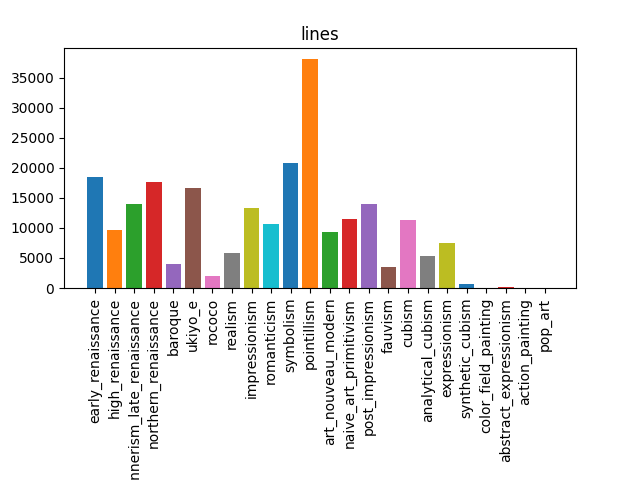 lines
35000
30000
25000
20000
15000
10000
5000
0
early_renaissance
high_renaissance
nnerism_late_renaissance
northern_renaissance
baroque
ukiyo_e
rococo
realism
impressionism
romanticism
symbolism
pointillism
art_nouveau_modern
naive_art_primitivism
post_impressionism
fauvism
cubism
analytical_cubism
expressionism
synthetic_cubism
color_field_painting
abstract_expressionism
action_painting
pop_art